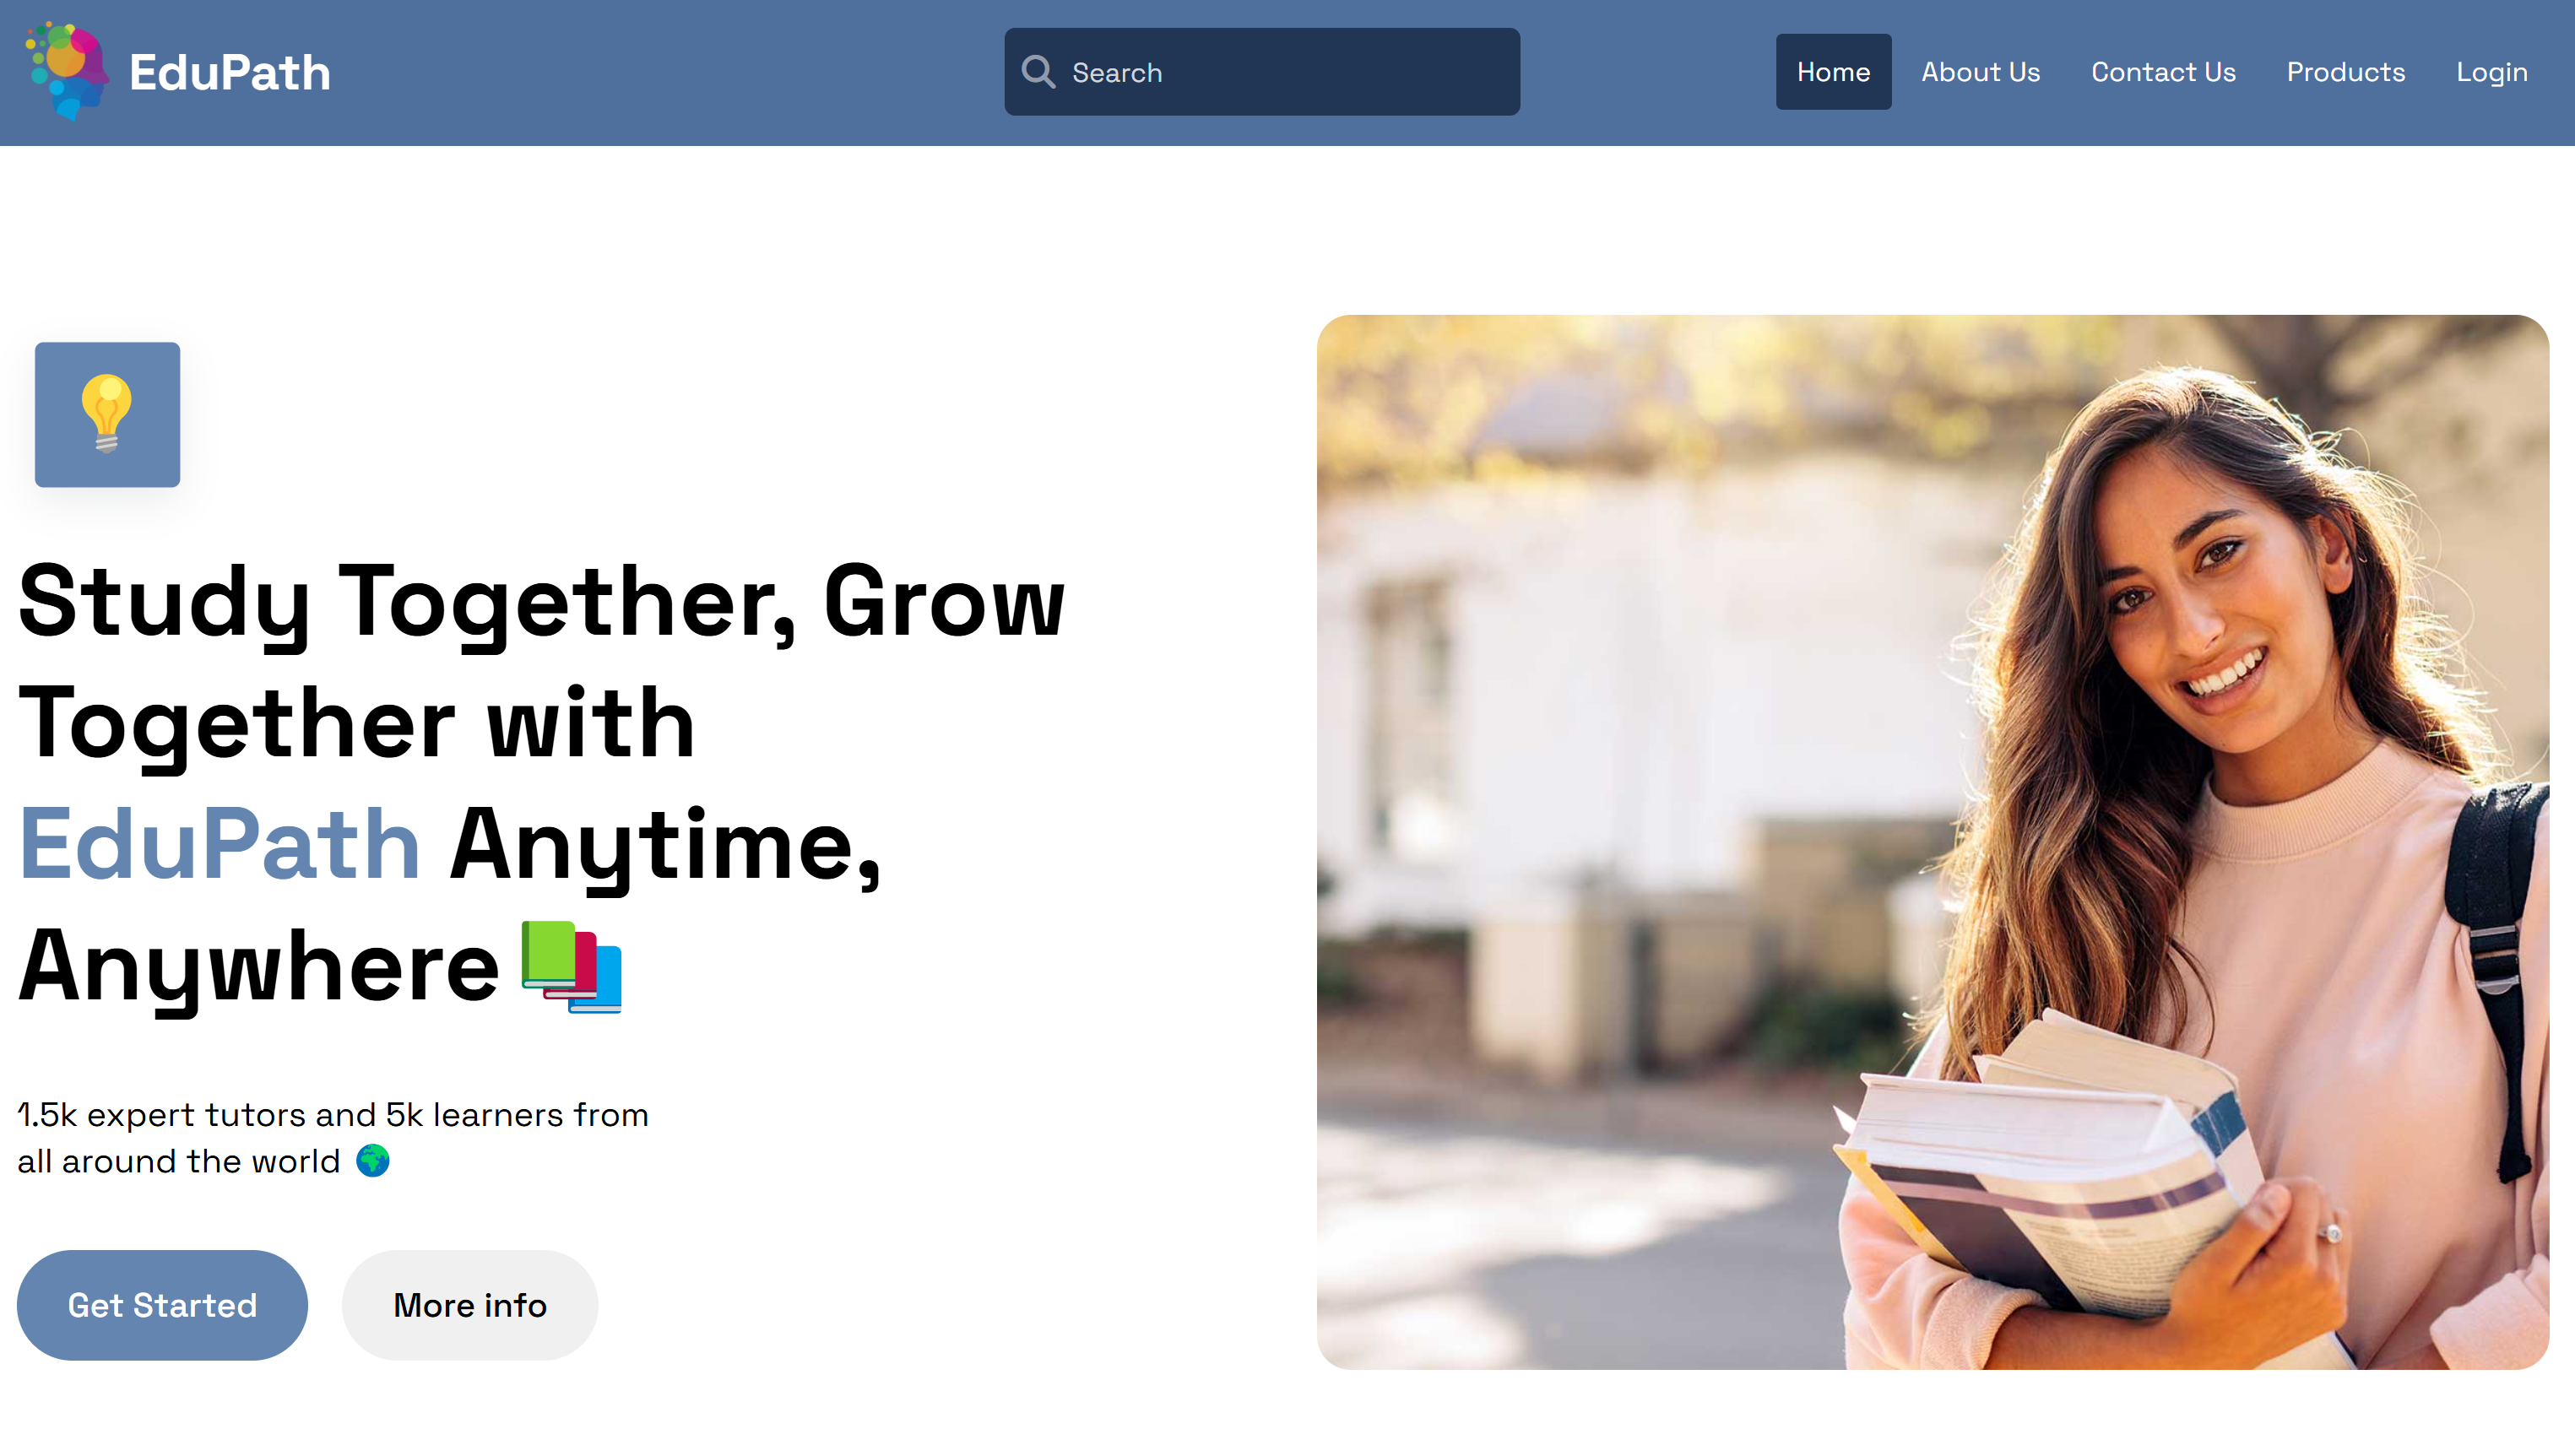 EduPath
Search
Home
About Us
Contact Us
Products
Login
Study Together, Grow
Together with
EduPath Anytime,
Anywhere
1.5k expert tutors and 5k learners from
all around the world
Get Started
More info